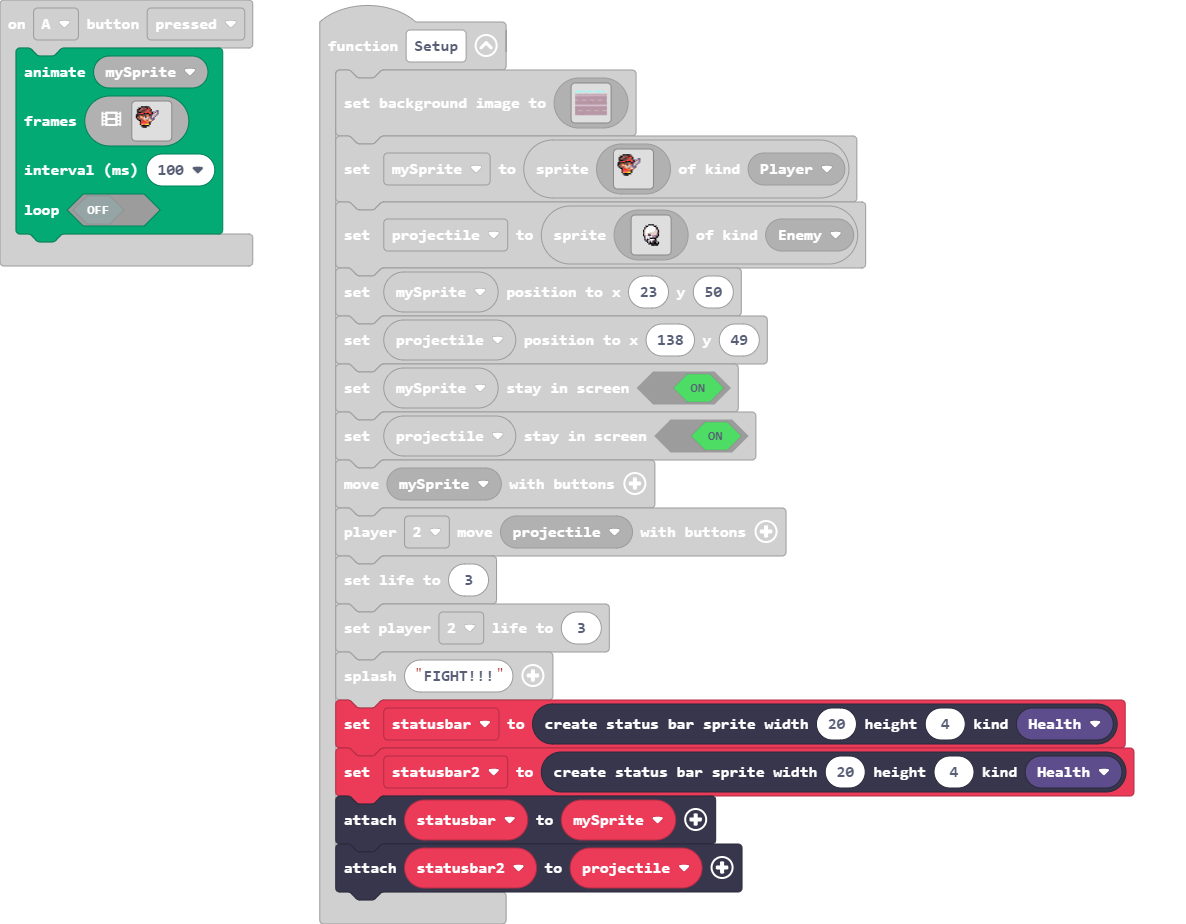 on A button pressed
animate mySprite
frames
interval (ms) 100
loop OFF
function Setup
set background image to
set mySprite to sprite of kind Player
set projectile to sprite of kind Enemy
set mySprite position to x 23 y 50
set projectile position to x 138 y 49
set mySprite stay in screen ON
set projectile stay in screen ON
move mySprite with buttons
player 2 move projectile with buttons
set life to 3
set player 2 life to 3
splash "FIGHT!!!"
set statusbar to create status bar sprite width 20 height 4 kind Health
set statusbar2 to create status bar sprite width 20 height 4 kind Health
attach statusbar to mySprite
attach statusbar2 to projectile